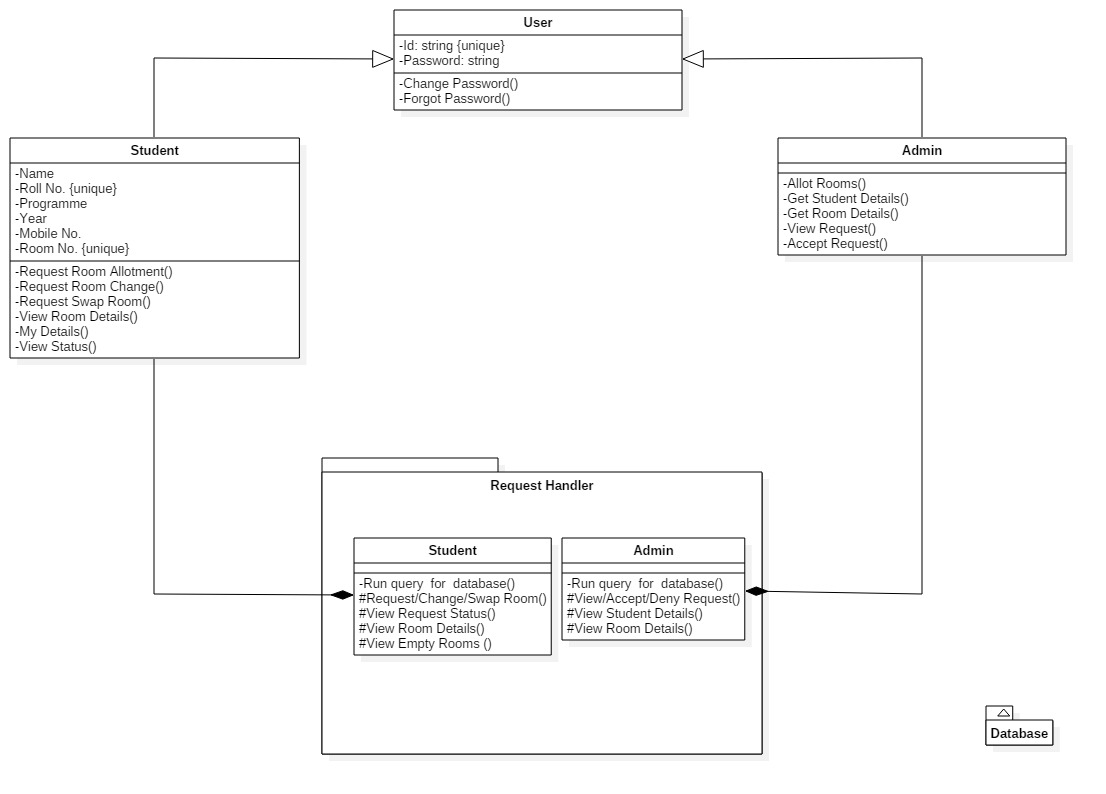 User
-Id: string {unique}
-Password: string
-Change Password()
-Forgot Password()
Student
-Name
-Roll No. {unique}
-Programme
-Year
-Mobile No.
-Room No. {unique}
-Request Room Allotment()
-Request Room Change()
-Request Swap Room()
-View Room Details()
-My Details()
-View Status()
Admin
-Allot Rooms()
-Get Student Details()
-Get Room Details()
-View Request()
-Accept Request()
Request Handler
Student
-Run query  for  database()
#Request/Change/Swap Room()
#View Request Status()
#View Room Details()
#View Empty Rooms ()
Admin
-Run query  for  database()
#View/Accept/Deny Request()
#View Student Details()
#View Room Details()
Database